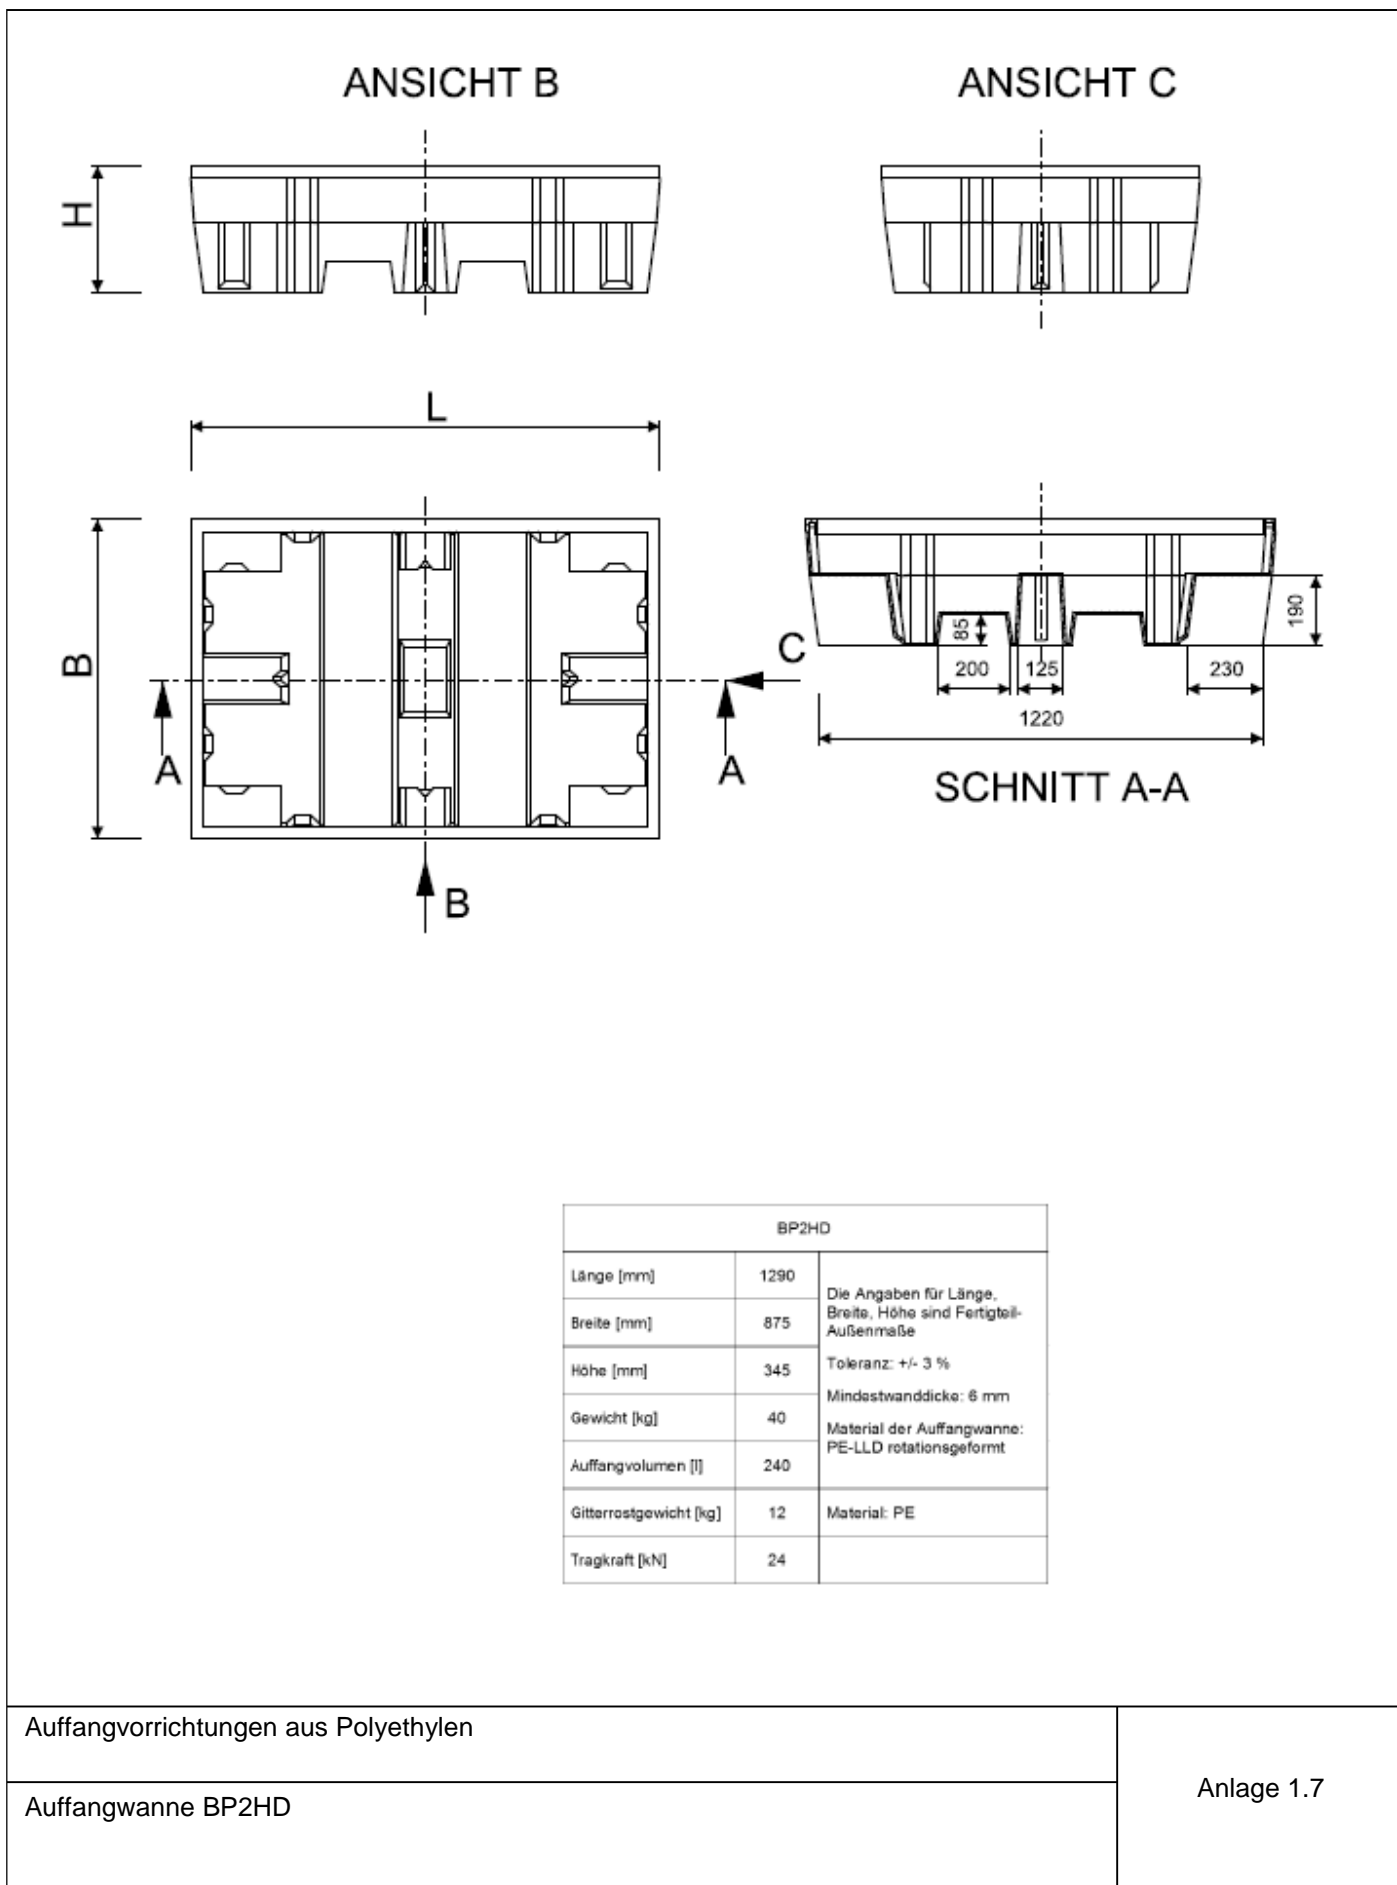 ANSICHT B
ANSICHT C
H
L
B
A
A
C
B
190
85
200
125
230
1220
SCHNITT A-A
BP2HD
Länge [mm] 1290
Breite [mm] 875
Höhe [mm] 345
Gewicht [kg] 40
Auffangvolumen [l] 240
Die Angaben für Länge,
Breite, Höhe sind Fertigteil-
Außenmaße
Toleranz: +/- 3 %
Mindestwanddicke: 6 mm
Material der Auffangwanne:
PE-LLD rotationsgeformt
Gitterrostgewicht [kg] 12 Material: PE
Tragkraft [kN] 24
Auffangvorrichtungen aus Polyethylen
Auffangwanne BP2HD
Anlage 1.7